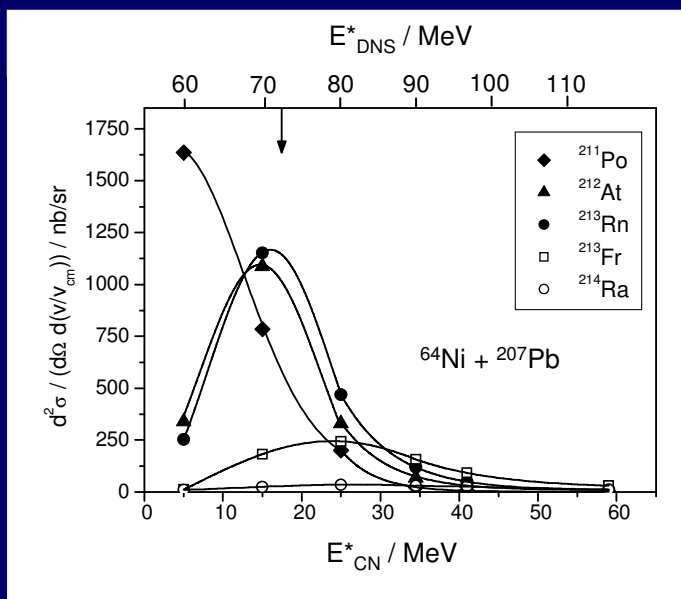 E*DNS / MeV
60 70 80 90 100 110
1750
1500
1250
1000
750
500
250
0
d²σ / (dΩ d(v/vcm)) / nb/sr
²¹¹Po
²¹²At
²¹³Rn
²¹³Fr
²¹⁴Ra
⁶⁴Ni + ²⁰⁷Pb
0 10 20 30 40 50 60
E*CN / MeV